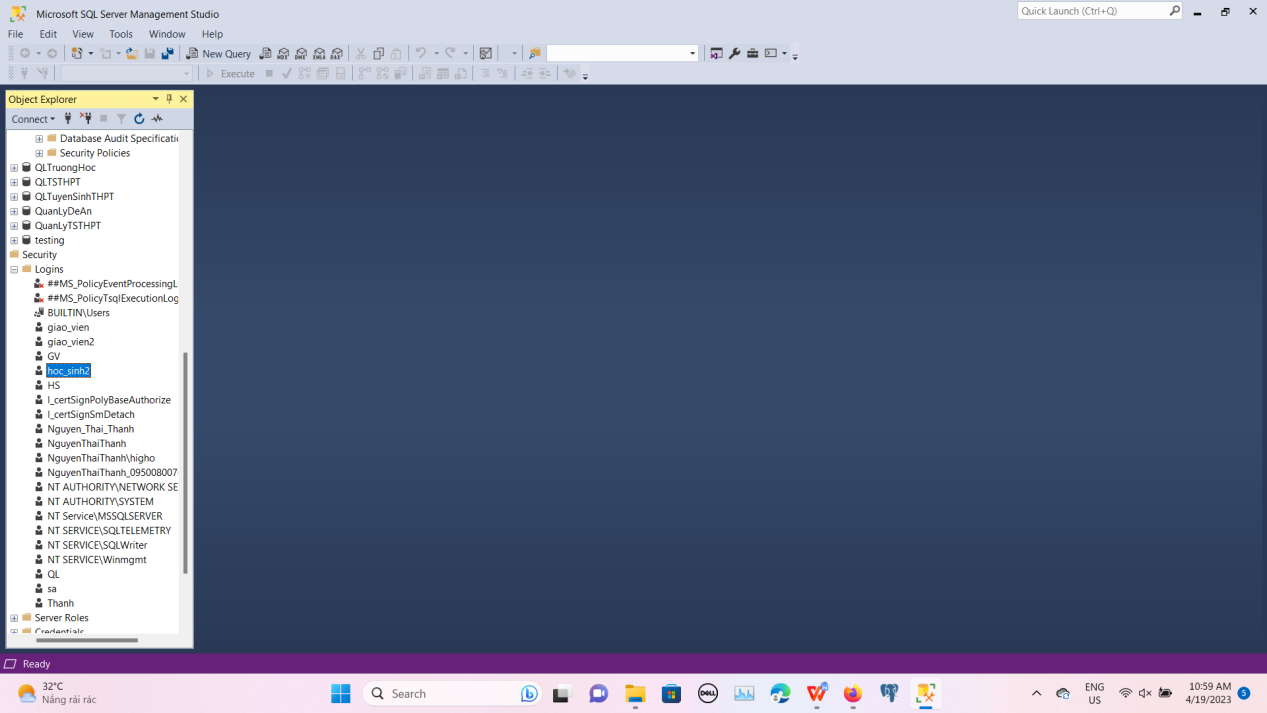 Microsoft SQL Server Management Studio
Quick Launch (Ctrl+Q)
File Edit View Tools Window Help
New Query
Execute
Object Explorer
Connect
Database Audit Specificatio
Security Policies
QLTruongHoc
QLTSTHPT
QLTuyenSinhTHPT
QuanLyDeAn
QuanLyTSTHPT
testing
Security
Logins
##MS_PolicyEventProcessingL
##MS_PolicyTsqlExecutionLog
BUILTIN\Users
giao_vien
giao_vien2
GV
hoc_sinh2
HS
l_certSignPolyBaseAuthorize
l_certSignSmDetach
Nguyen_Thai_Thanh
NguyenThaiThanh
NguyenThaiThanh\higho
NguyenThaiThanh_095008007
NT AUTHORITY\NETWORK SE
NT AUTHORITY\SYSTEM
NT Service\MSSQLSERVER
NT SERVICE\SQLTELEMETRY
NT SERVICE\SQLWriter
NT SERVICE\Winmgmt
QL
sa
Thanh
Server Roles
Credentials
Ready
32°C
Nắng rải rác
Search
DELL
ENG
US
10:59 AM
4/19/2023
5